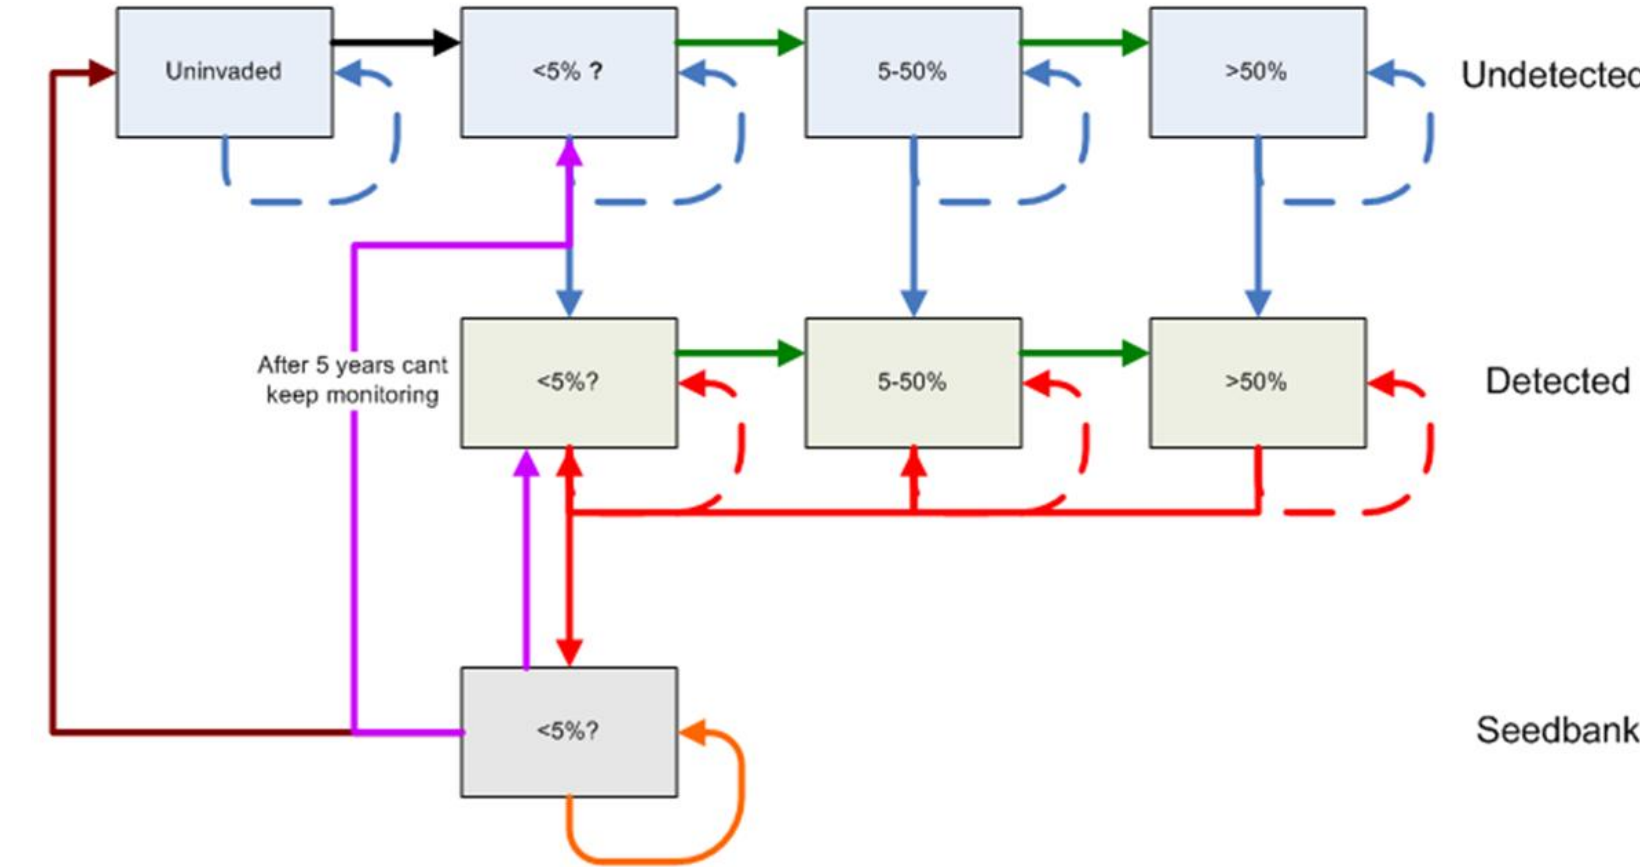 Uninvaded
<5% ?
5-50%
>50%
Undetected
After 5 years cant
keep monitoring
<5%?
5-50%
>50%
Detected
<5%?
Seedbank